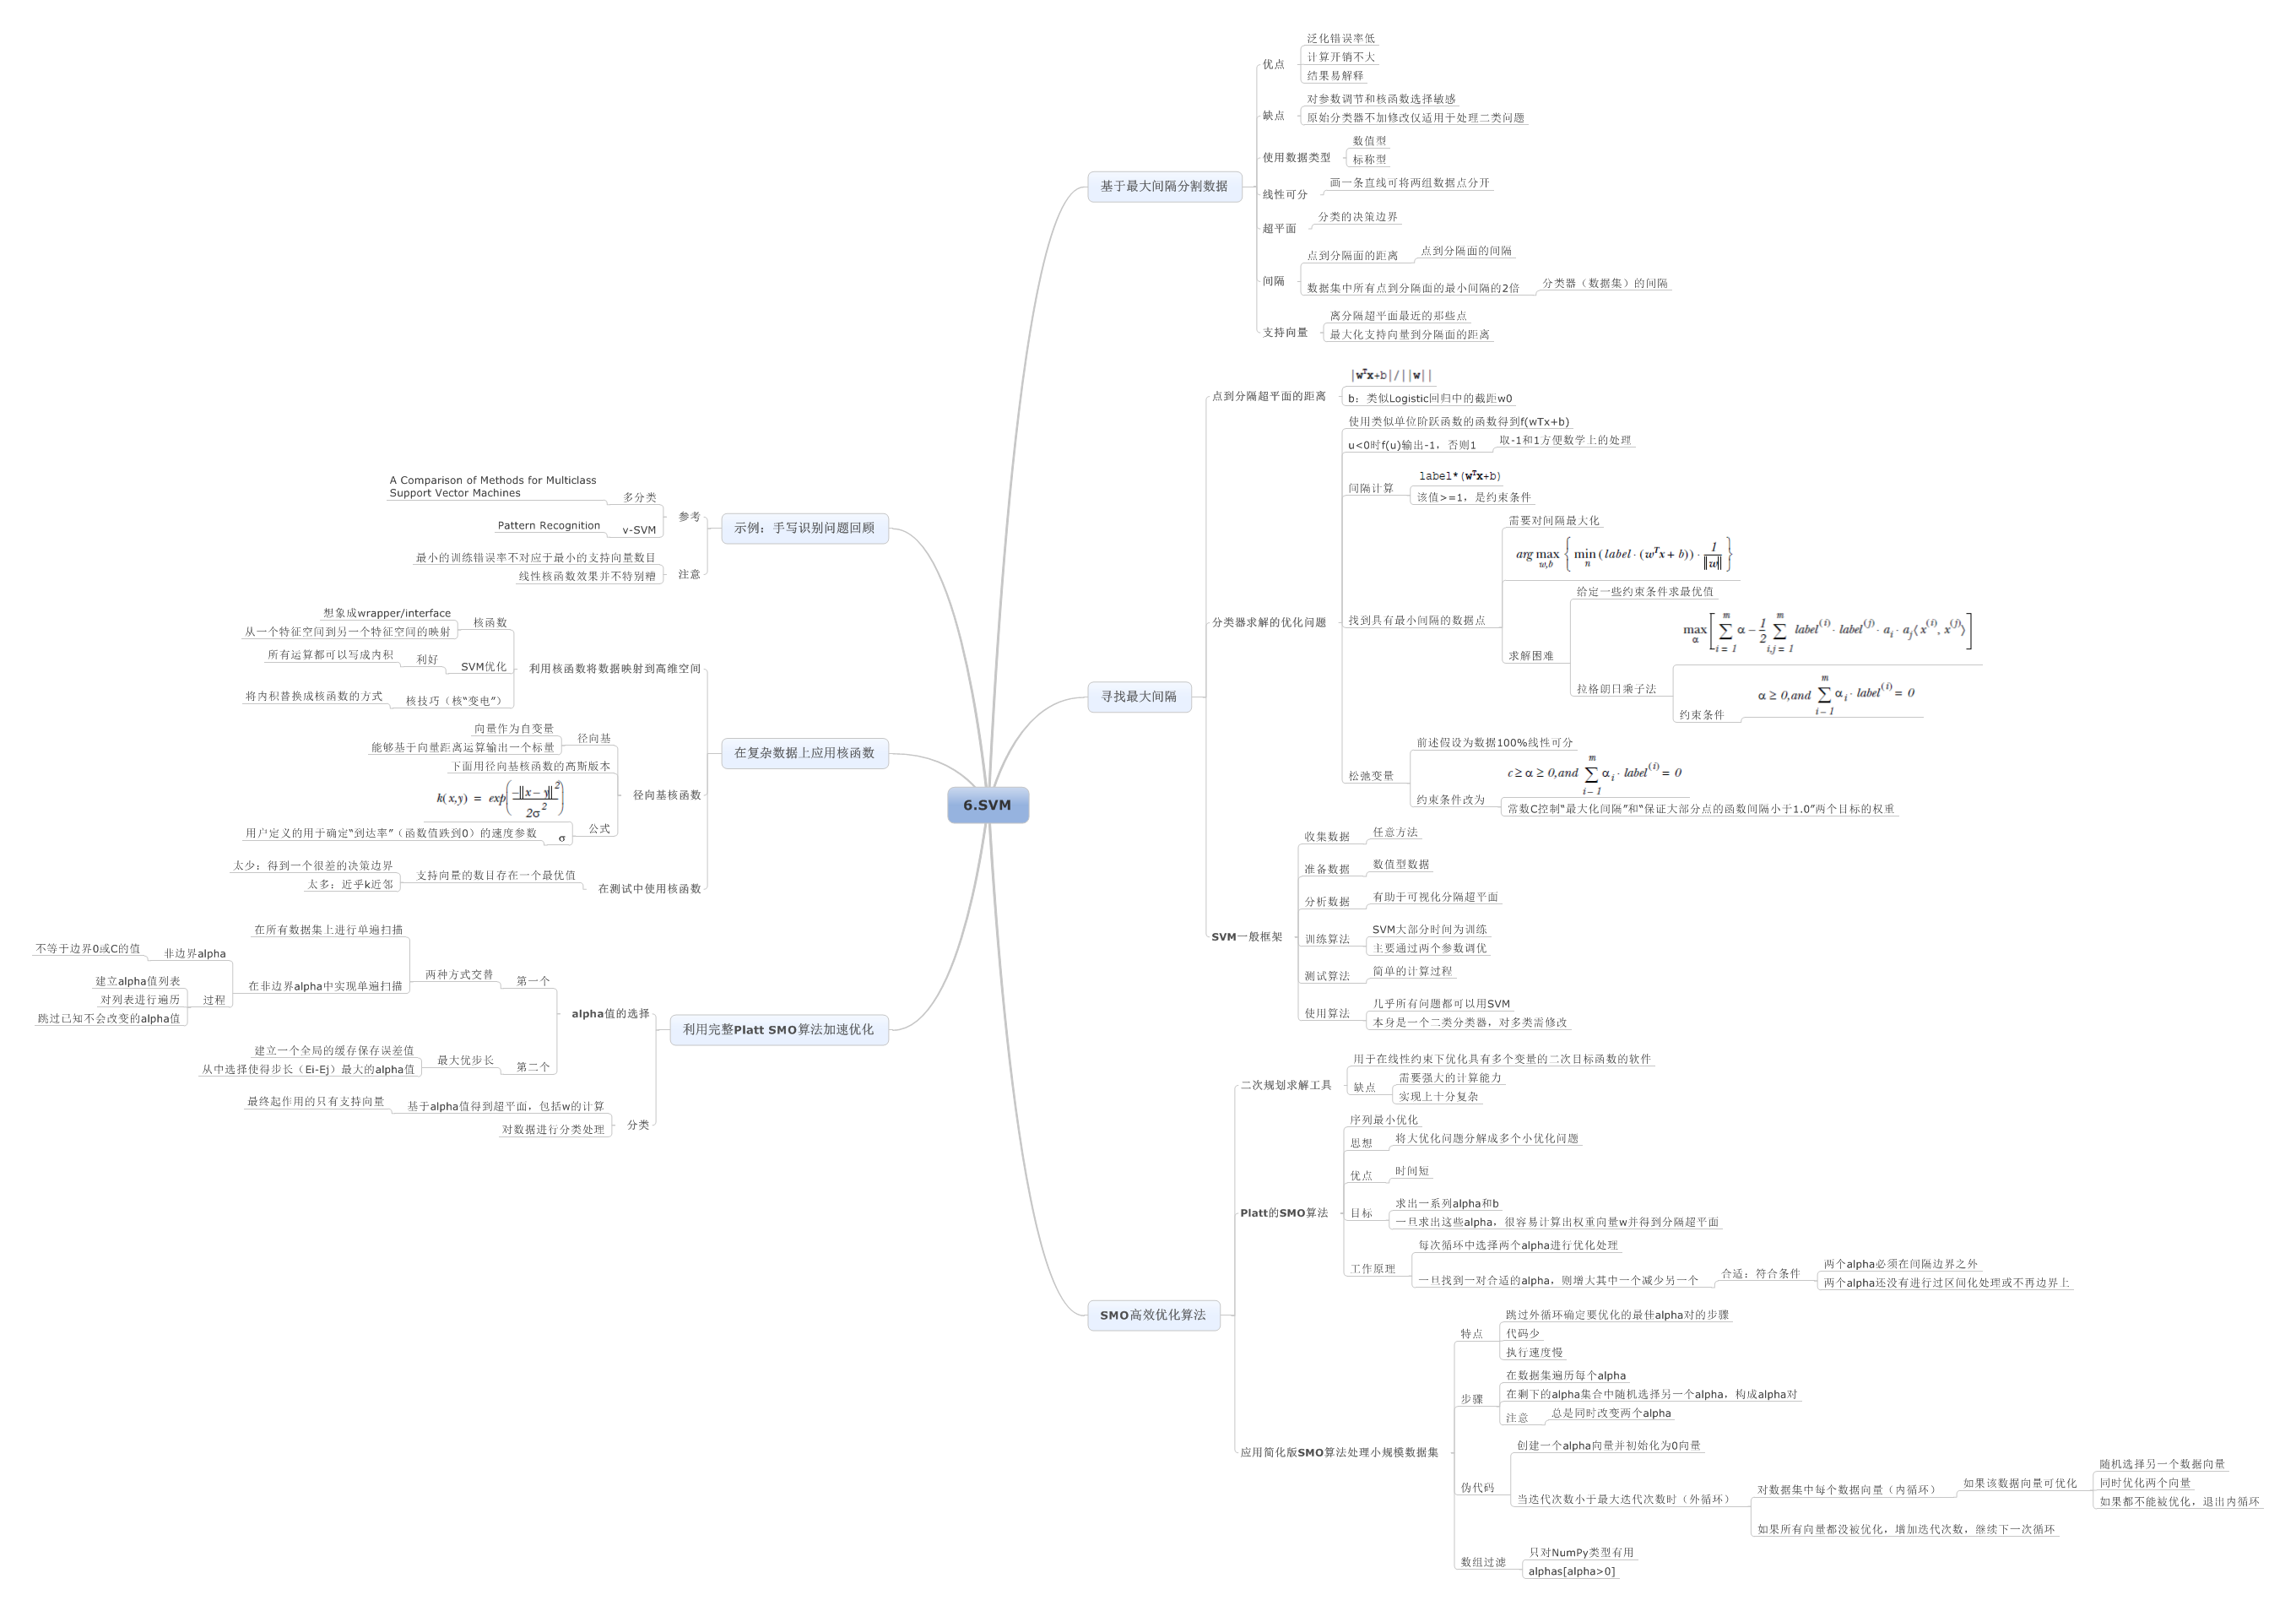 6.SVM
基于最大间隔分割数据
优点
泛化错误率低
计算开销不大
结果易解释
缺点
对参数调节和核函数选择敏感
原始分类器不加修改仅适用于处理二类问题
使用数据类型
数值型
标称型
线性可分
画一条直线可将两组数据点分开
超平面
分类的决策边界
间隔
点到分隔面的距离
点到分隔面的间隔
数据集中所有点到分隔面的最小间隔的2倍
分类器（数据集）的间隔
支持向量
离分隔超平面最近的那些点
最大化支持向量到分隔面的距离
寻找最大间隔
点到分隔超平面的距离
|wᵀx+b|/||w||
b：类似Logistic回归中的截距w0
分类器求解的优化问题
使用类似单位阶跃函数的函数得到f(wTx+b)
u<0时f(u)输出-1，否则1
取-1和1方便数学上的处理
间隔计算
label*(wᵀx+b)
该值>=1，是约束条件
找到具有最小间隔的数据点
需要对间隔最大化
arg max w,b { min n (label · (wᵀx + b)) · 1/‖w‖ }
求解困难
给定一些约束条件求最优值
拉格朗日乘子法
max α [ ∑ i = 1 m α − 1/2 ∑ i,j = 1 m label⁽ⁱ⁾ · label⁽ʲ⁾ · aᵢ · aⱼ⟨x⁽ⁱ⁾, x⁽ʲ⁾⟩ ]
约束条件
α ≥ 0, and ∑ i−1 m αᵢ · label⁽ⁱ⁾ = 0
松弛变量
前述假设为数据100%线性可分
约束条件改为
c ≥ α ≥ 0, and ∑ i−1 m αᵢ · label⁽ⁱ⁾ = 0
常数C控制“最大化间隔”和“保证大部分点的函数间隔小于1.0”两个目标的权重
SVM一般框架
收集数据
任意方法
准备数据
数值型数据
分析数据
有助于可视化分隔超平面
训练算法
SVM大部分时间为训练
主要通过两个参数调优
测试算法
简单的计算过程
使用算法
几乎所有问题都可以用SVM
本身是一个二类分类器，对多类需修改
SMO高效优化算法
二次规划求解工具
用于在线性约束下优化具有多个变量的二次目标函数的软件
缺点
需要强大的计算能力
实现上十分复杂
Platt的SMO算法
序列最小优化
思想
将大优化问题分解成多个小优化问题
优点
时间短
目标
求出一系列alpha和b
一旦求出这些alpha，很容易计算出权重向量w并得到分隔超平面
工作原理
每次循环中选择两个alpha进行优化处理
一旦找到一对合适的alpha，则增大其中一个减少另一个
合适：符合条件
两个alpha必须在间隔边界之外
两个alpha还没有进行过区间化处理或不再边界上
应用简化版SMO算法处理小规模数据集
特点
跳过外循环确定要优化的最佳alpha对的步骤
代码少
执行速度慢
步骤
在数据集遍历每个alpha
在剩下的alpha集合中随机选择另一个alpha，构成alpha对
注意
总是同时改变两个alpha
伪代码
创建一个alpha向量并初始化为0向量
当迭代次数小于最大迭代次数时（外循环）
对数据集中每个数据向量（内循环）
如果该数据向量可优化
随机选择另一个数据向量
同时优化两个向量
如果都不能被优化，退出内循环
如果所有向量都没被优化，增加迭代次数，继续下一次循环
数组过滤
只对NumPy类型有用
alphas[alpha>0]
示例：手写识别问题回顾
参考
多分类
A Comparison of Methods for Multiclass
Support Vector Machines
v-SVM
Pattern Recognition
注意
最小的训练错误率不对应于最小的支持向量数目
线性核函数效果并不特别糟
在复杂数据上应用核函数
利用核函数将数据映射到高维空间
核函数
想象成wrapper/interface
从一个特征空间到另一个特征空间的映射
SVM优化
利好
所有运算都可以写成内积
核技巧（核“变电”）
将内积替换成核函数的方式
径向基核函数
径向基
向量作为自变量
能够基于向量距离运算输出一个标量
下面用径向基核函数的高斯版本
公式
k(x,y) = exp(−‖x − y‖² / 2σ²)
σ
用户定义的用于确定“到达率”（函数值跌到0）的速度参数
在测试中使用核函数
支持向量的数目存在一个最优值
太少：得到一个很差的决策边界
太多：近乎k近邻
利用完整Platt SMO算法加速优化
alpha值的选择
第一个
两种方式交替
在所有数据集上进行单遍扫描
在非边界alpha中实现单遍扫描
非边界alpha
不等于边界0或C的值
过程
建立alpha值列表
对列表进行遍历
跳过已知不会改变的alpha值
第二个
最大优步长
建立一个全局的缓存保存误差值
从中选择使得步长（Ei-Ej）最大的alpha值
分类
基于alpha值得到超平面，包括w的计算
最终起作用的只有支持向量
对数据进行分类处理